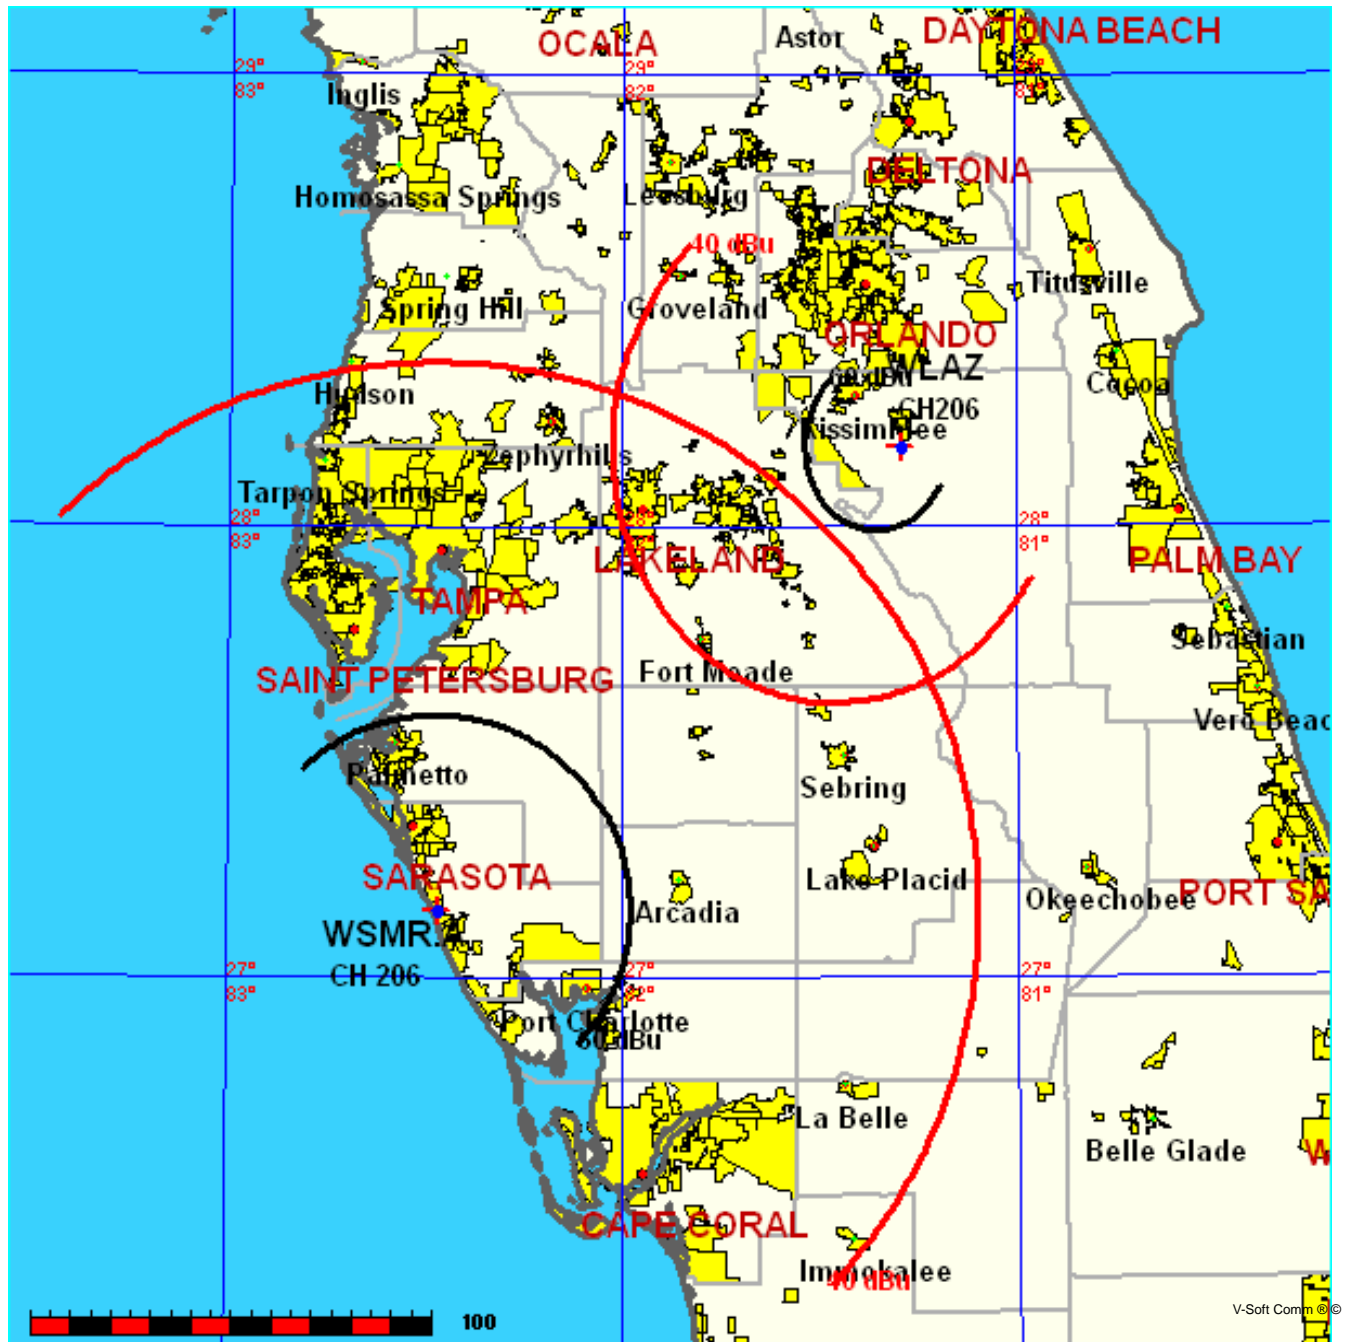 DAYTONA BEACH
OCALA
Astor
29°
83°
29°
82°
81°
Inglis
DELTONA
Homosassa Springs
Leesburg
40 dBu
Titusville
Spring Hill
Groveland
ORLANDO
WLAZ
60 dBu
Cocoa
Hudson
CH206
Kissimmee
Zephyrhills
Tarpon Springs
28°
83°
28°
28°
81°
LAKELAND
PALM BAY
TAMPA
Sebastian
Fort Meade
SAINT PETERSBURG
Vero Beac
Palmetto
Sebring
SARASOTA
Lake Placid
Okeechobee
PORT SA
Arcadia
WSMR.
CH 206
27°
83°
27°
82°
27°
81°
Port Charlotte
60 dBu
La Belle
Belle Glade
W
CAPE CORAL
Immokalee
40 dBu
100
V-Soft Comm ® ©